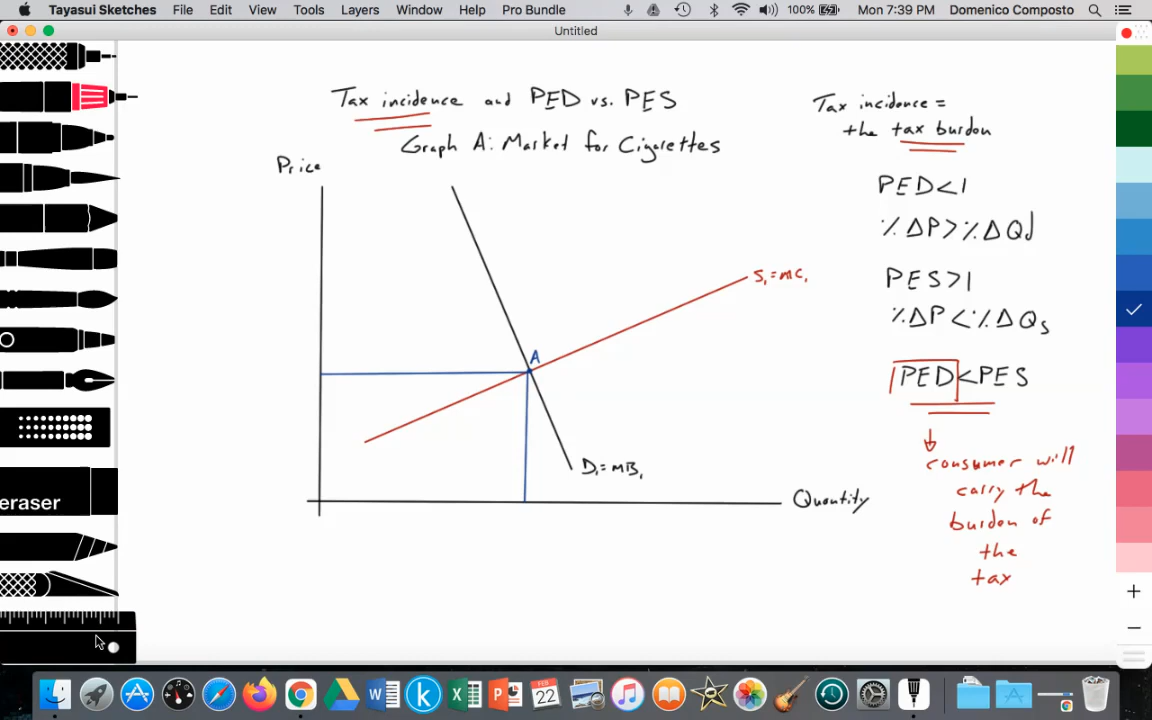 Tayasui Sketches File Edit View Tools Layers Window Help Pro Bundle 100% Mon 7:39 PM Domenico Composto
Untitled
Tax incidence and PED vs. PES
Graph A: Market for Cigarettes
Price
S₁=MC₁
A
D₁=MB₁
Quantity
Tax incidence =
the tax burden
PED<1
%ΔP>%ΔQd
PES>1
%ΔP<%ΔQs
PED<PES
consumer will
carry the
burden of
the
tax
eraser
W
k
X
P
FEB
22